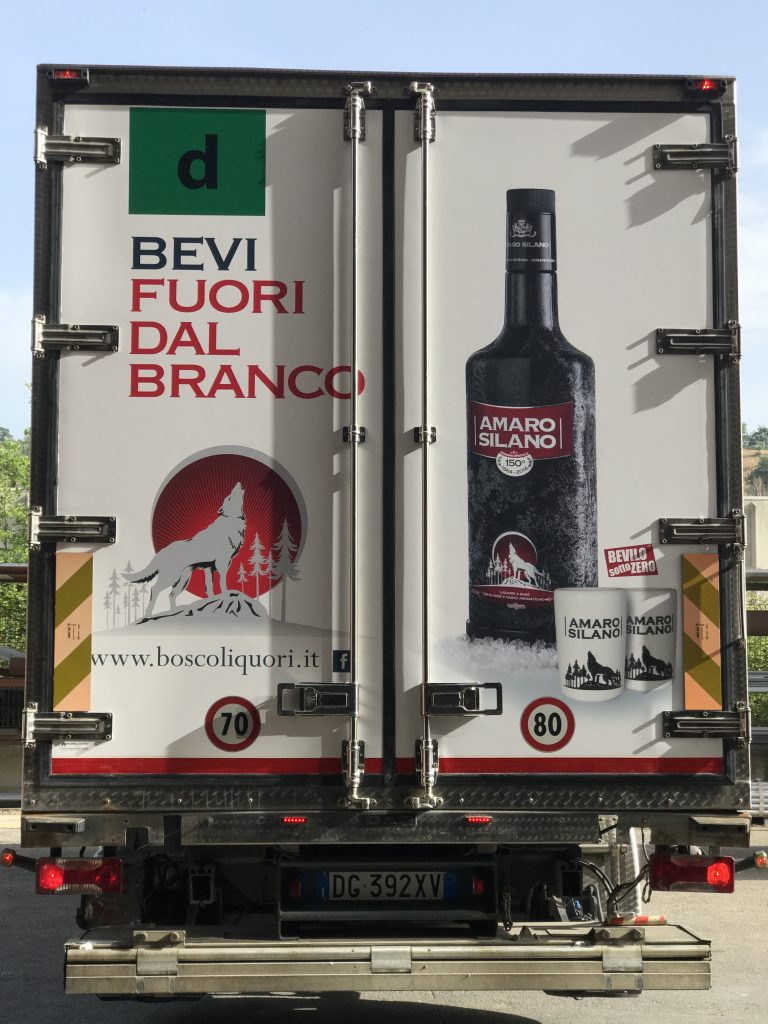 d
BEVI
FUORI
DAL
BRANCO
www.boscoliquori.it f
70
AMARO SILANO
AMARO
SILANO
150°
BEVILO
sottoZERO
AMARO
SILANO
AMARO
SILANO
80
DG 392XV